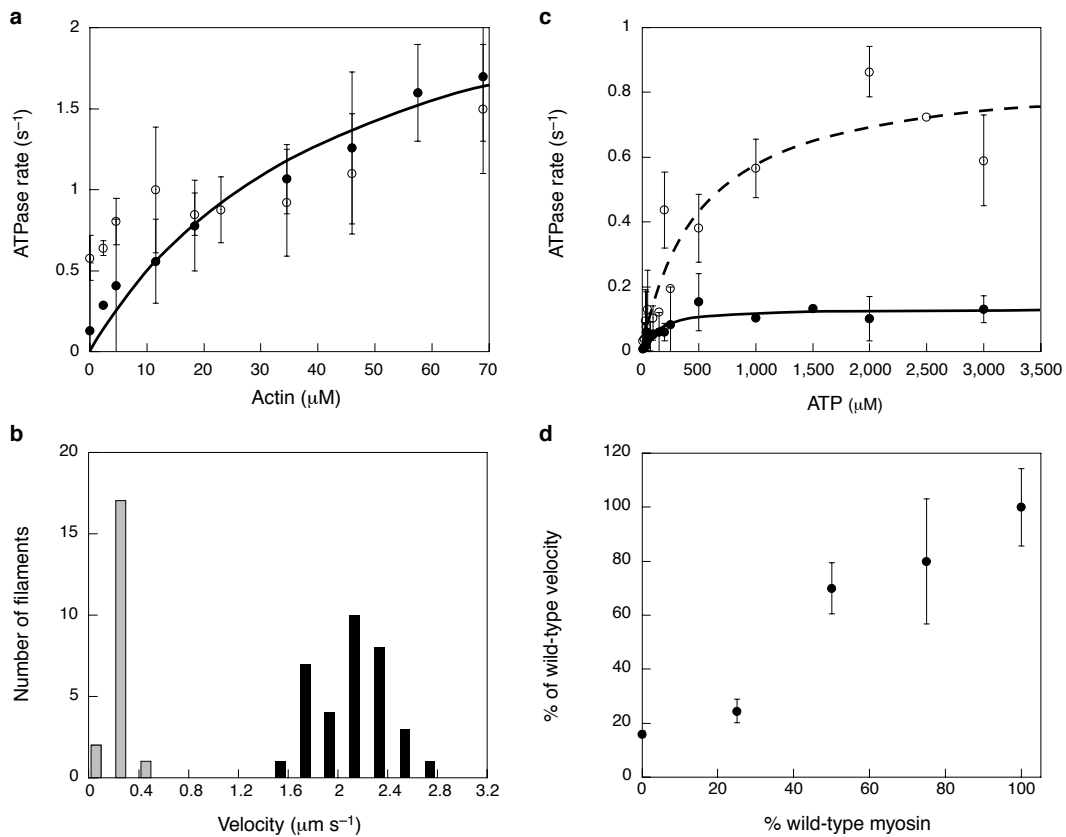 a
2
1.5
1
0.5
0
ATPase rate (s⁻¹)
0 10 20 30 40 50 60 70
Actin (μM)
c
1
0.8
0.6
0.4
0.2
0
ATPase rate (s⁻¹)
0 500 1,000 1,500 2,000 2,500 3,000 3,500
ATP (μM)
b
20
15
10
5
0
Number of filaments
0 0.4 0.8 1.2 1.6 2 2.4 2.8 3.2
Velocity (μm s⁻¹)
d
120
100
80
60
40
20
0
% of wild-type velocity
0 20 40 60 80 100
% wild-type myosin